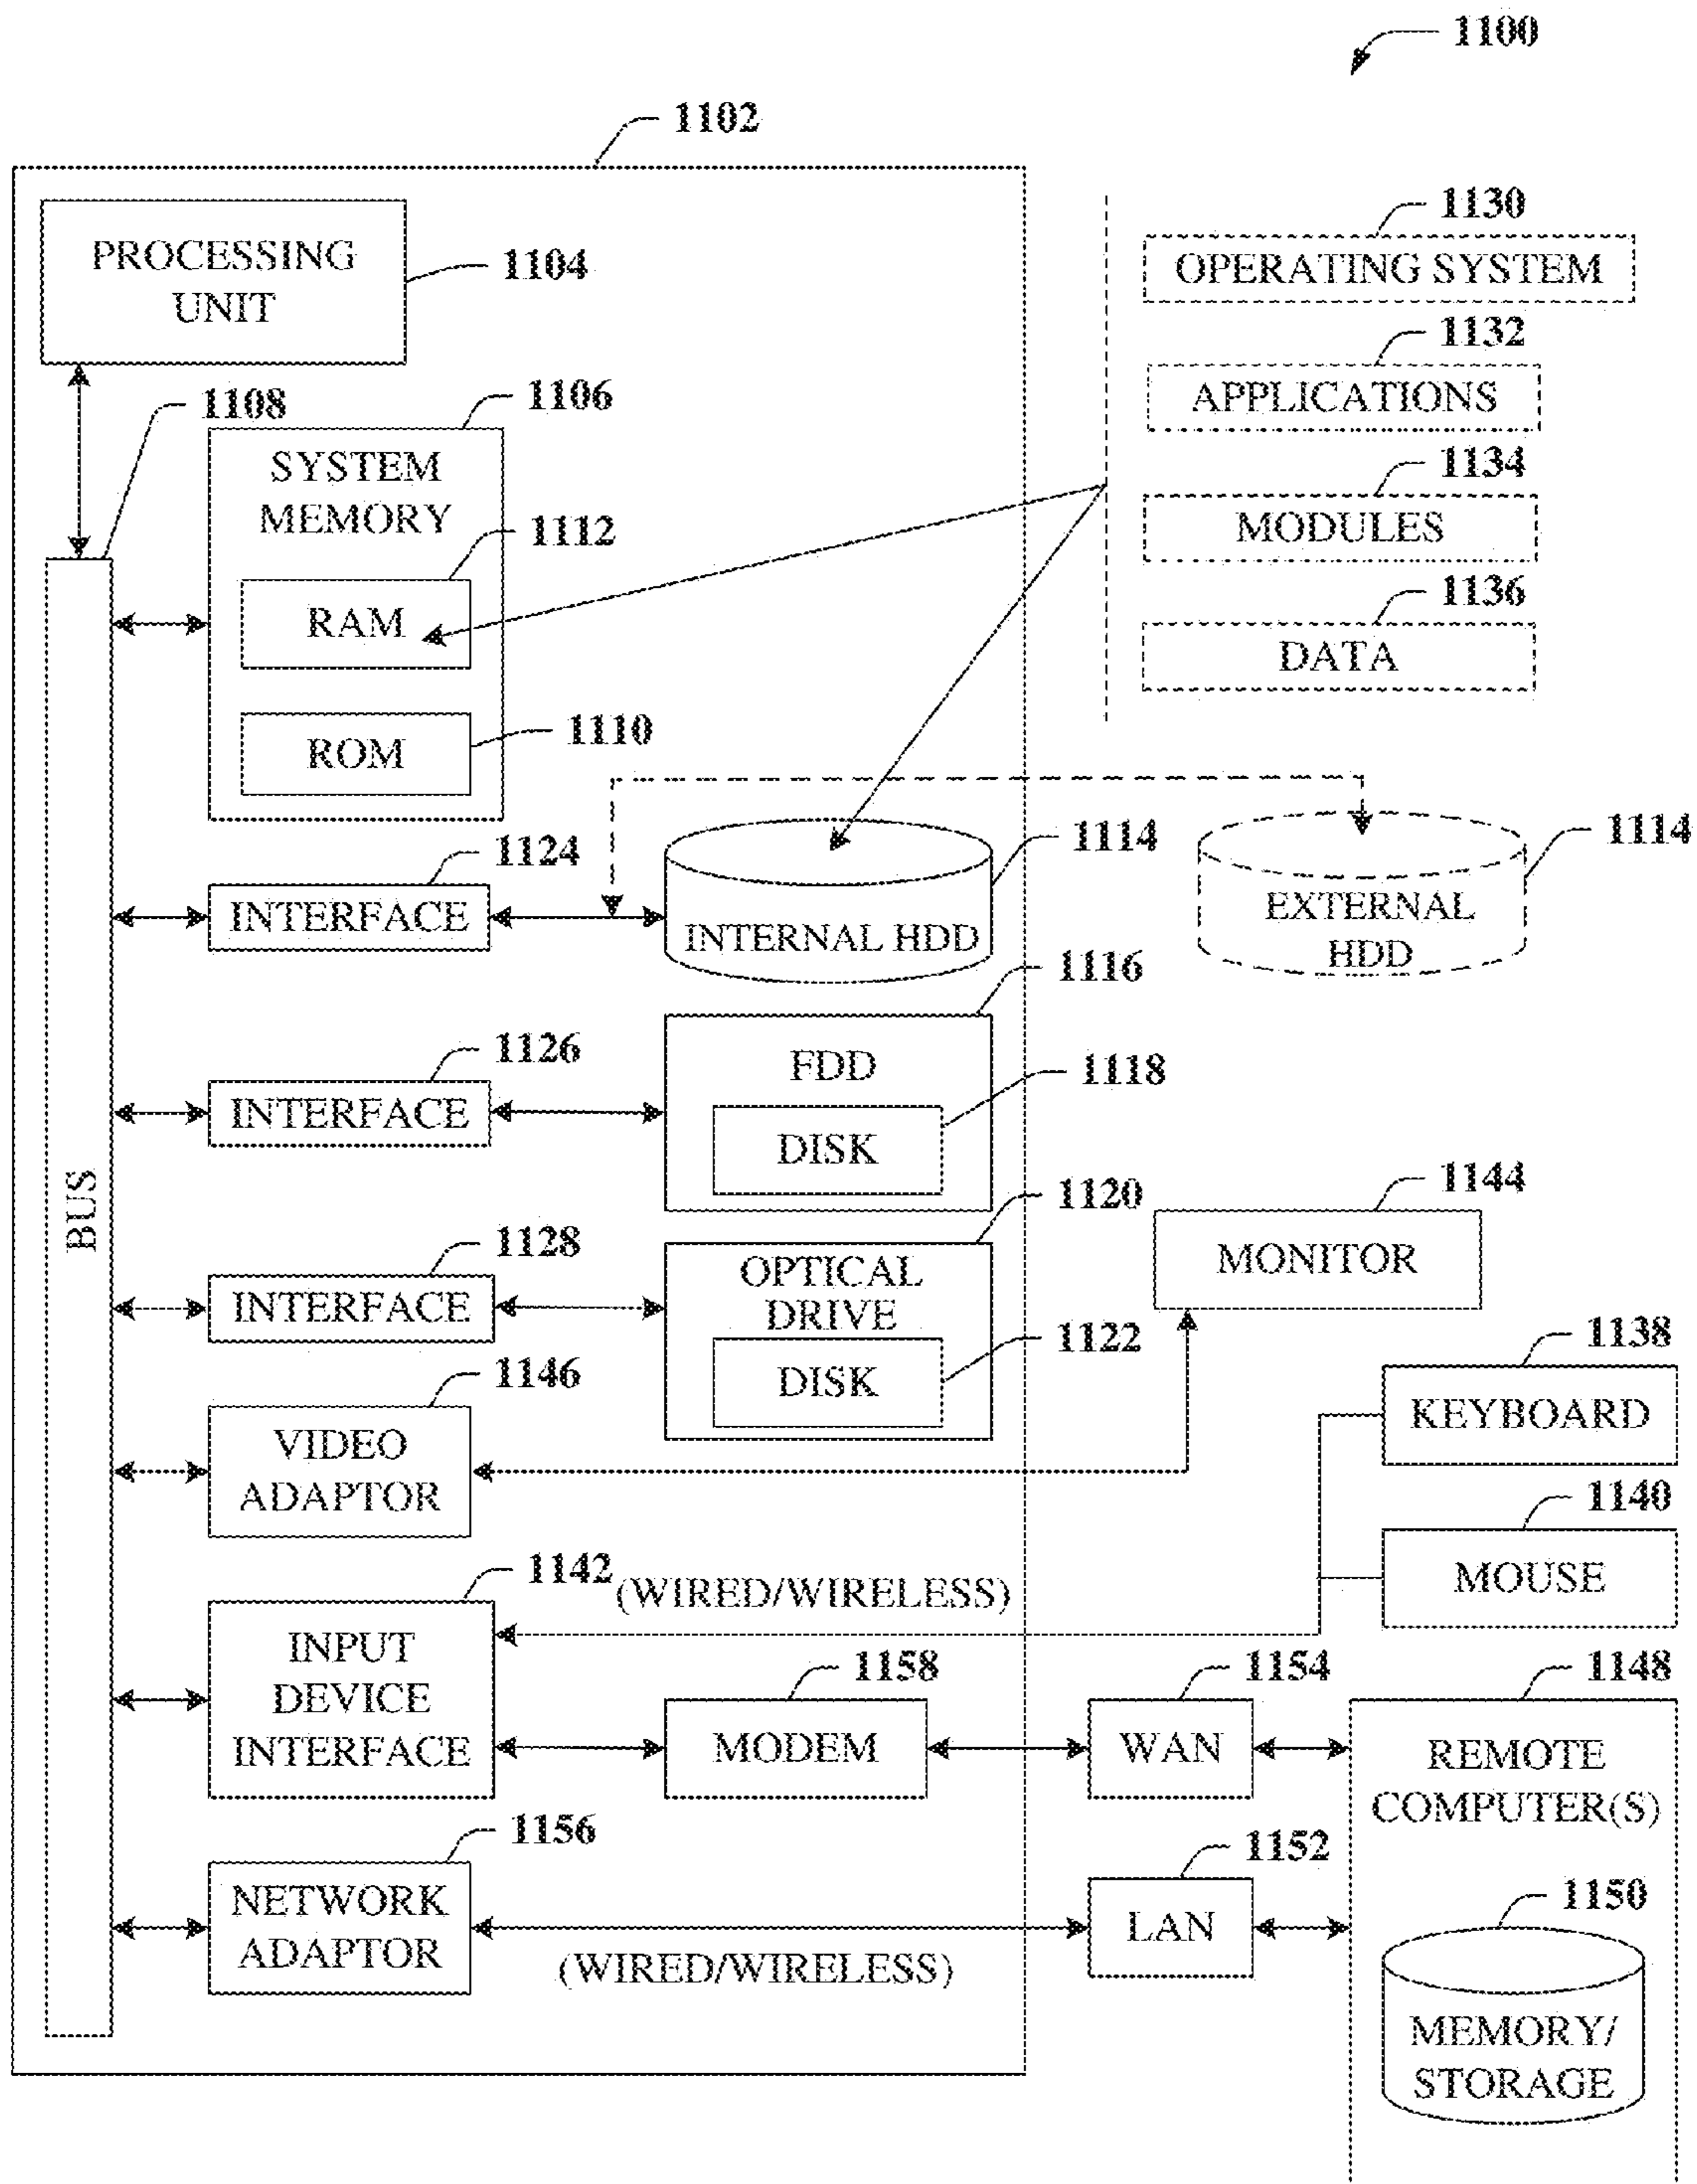 1100
1102
PROCESSING
UNIT
1104
1130
OPERATING SYSTEM
1132
APPLICATIONS
1134
MODULES
1136
DATA
1108
1106
SYSTEM
MEMORY
1112
RAM
1110
ROM
1124
INTERFACE
1114
INTERNAL HDD
1114
EXTERNAL
HDD
1126
INTERFACE
1116
FDD
1118
DISK
BUS
1128
INTERFACE
1120
OPTICAL
DRIVE
1122
DISK
1144
MONITOR
1146
VIDEO
ADAPTOR
1138
KEYBOARD
1140
MOUSE
1142
(WIRED/WIRELESS)
INPUT
DEVICE
INTERFACE
1158
MODEM
1154
WAN
1148
REMOTE
COMPUTER(S)
1156
NETWORK
ADAPTOR
(WIRED/WIRELESS)
1152
LAN
1150
MEMORY/
STORAGE